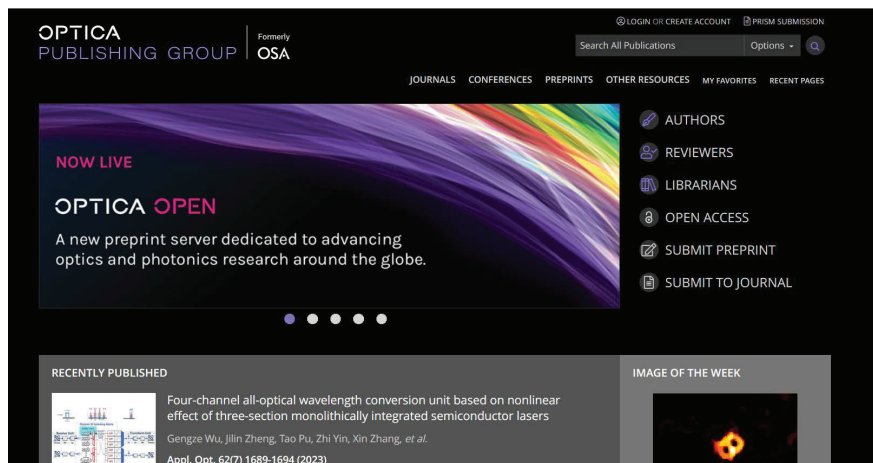 LOGIN OR CREATE ACCOUNT PRISM SUBMISSION
OPTICA
PUBLISHING GROUP
Formerly
OSA
Search All Publications Options
JOURNALS CONFERENCES PREPRINTS OTHER RESOURCES MY FAVORITES RECENT PAGES
NOW LIVE
OPTICA OPEN
A new preprint server dedicated to advancing
optics and photonics research around the globe.
AUTHORS
REVIEWERS
LIBRARIANS
OPEN ACCESS
SUBMIT PREPRINT
SUBMIT TO JOURNAL
RECENTLY PUBLISHED
Four-channel all-optical wavelength conversion unit based on nonlinear
effect of three-section monolithically integrated semiconductor lasers
Gengze Wu, Jilin Zheng, Tao Pu, Zhi Yin, Xin Zhang, et al.
Appl. Opt. 62(7) 1689-1694 (2023)
IMAGE OF THE WEEK